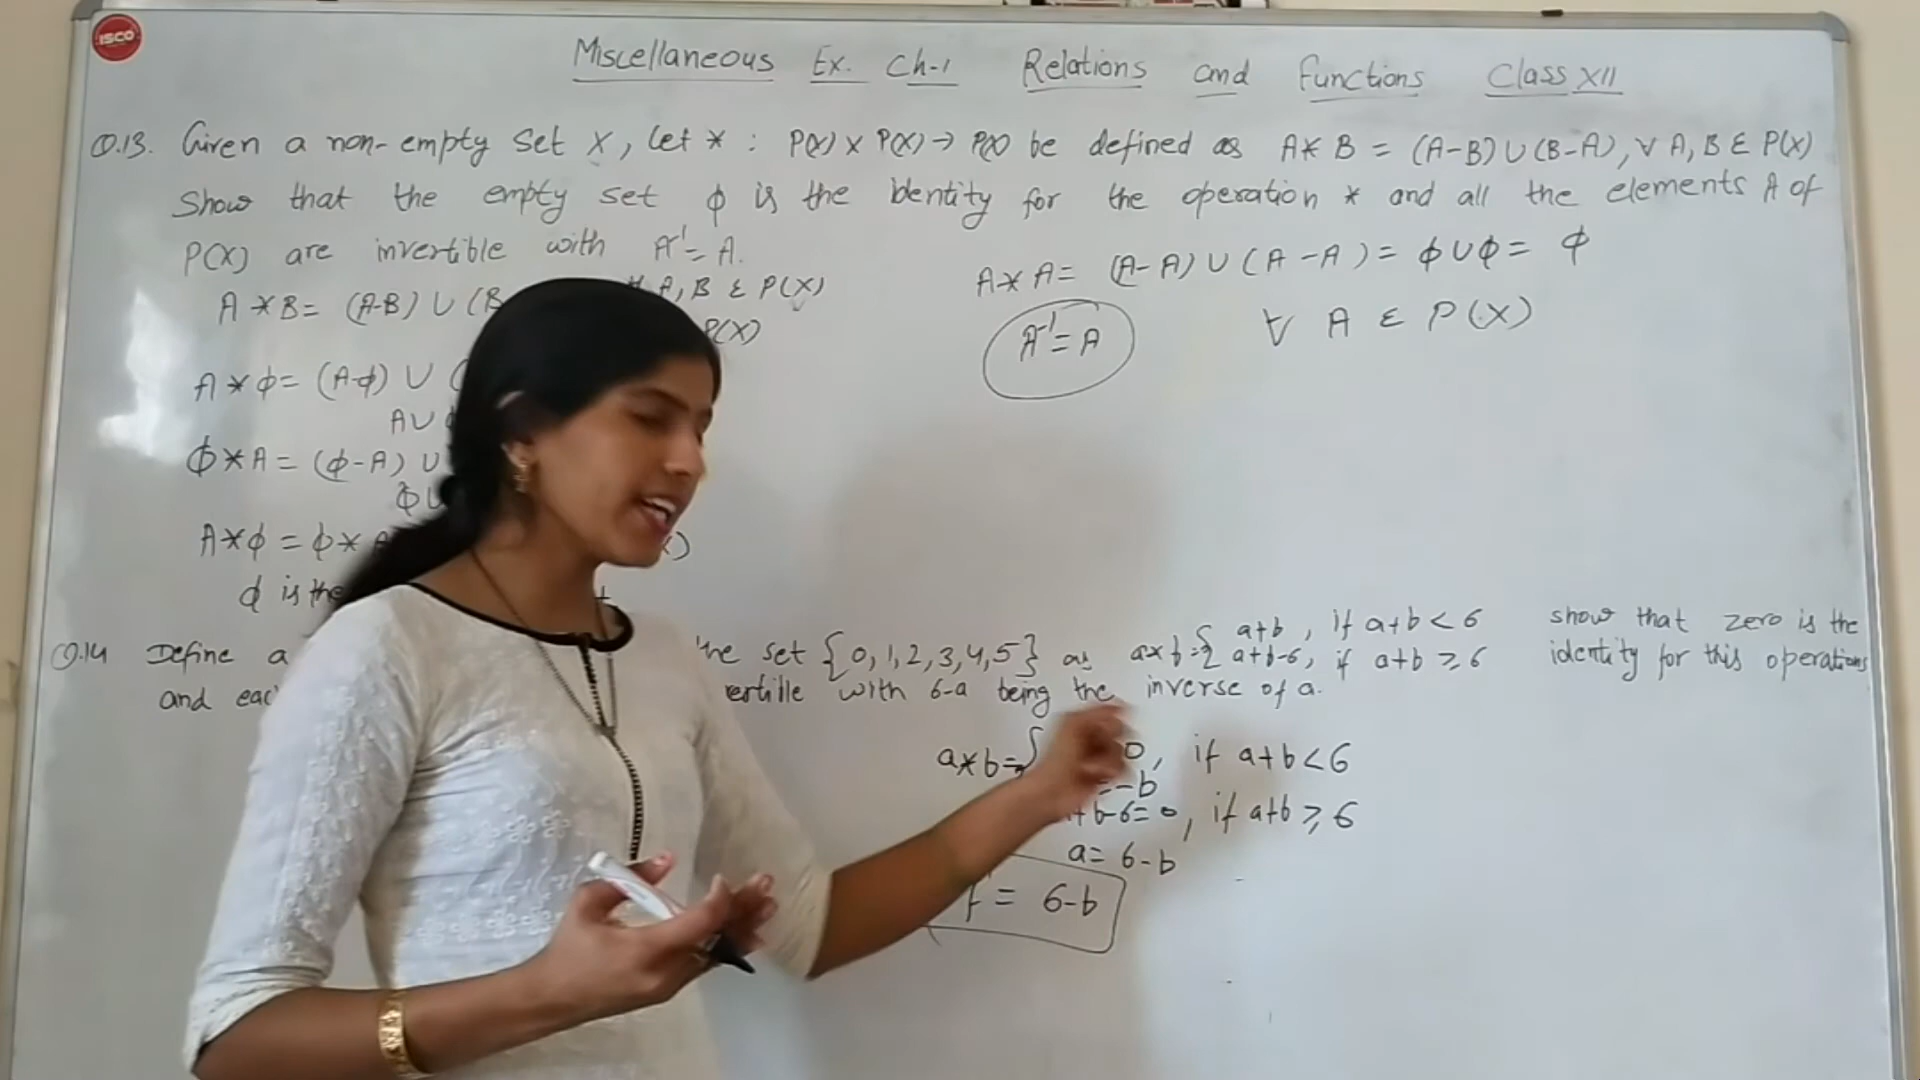 ISCO
Miscellaneous Ex. Ch-1 Relations and Functions Class XII
Q.13. Given a non-empty set X, let * : P(X) × P(X) → P(X) be defined as A * B = (A-B) ∪ (B-A), ∀ A, B ε P(X)
Show that the empty set ϕ is the identity for the operation * and all the elements A of
P(X) are invertible with A⁻¹ = A.
A * B = (A-B) ∪ (B
A, B ε P(X)
P(X)
A * ϕ = (A-ϕ) ∪ (
A ∪ ϕ
ϕ * A = (ϕ-A) ∪
ϕ ∪
A * ϕ = ϕ * A
ϕ is the
A * A = (A-A) ∪ (A-A) = ϕ ∪ ϕ = ϕ
A⁻¹ = A ∀ A ε P(X)
Q.14 Define a the set {0,1,2,3,4,5} as a*b = { a+b, if a+b < 6 show that zero is the
a+b-6, if a+b ≥ 6 identity for this operations
and with 6-a being the inverse of a.
a*b = { 0, if a+b < 6
= -b
+b-6 = 0, if a+b ≥ 6
a = 6-b
= 6-b